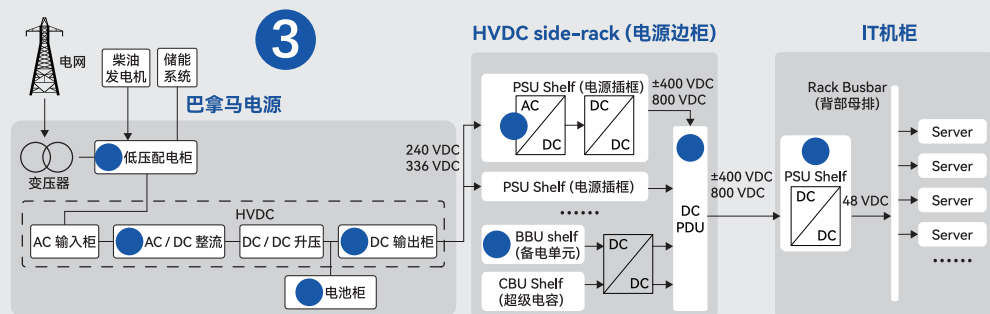 3
HVDC side-rack (电源边柜)
IT机柜
电网
柴油
发电机
储能
系统
巴拿马电源
变压器
低压配电柜
HVDC
AC 输入柜
AC / DC 整流
DC / DC 升压
DC 输出柜
电池柜
240 VDC
336 VDC
PSU Shelf (电源插框)
AC
DC
DC
DC
PSU Shelf (电源插框)
······
BBU shelf
(备电单元)
CBU Shelf
(超级电容)
DC
DC
±400 VDC
800 VDC
DC
PDU
±400 VDC
800 VDC
PSU Shelf
DC
DC
48 VDC
Rack Busbar
(背部母排)
Server
Server
Server
Server
······